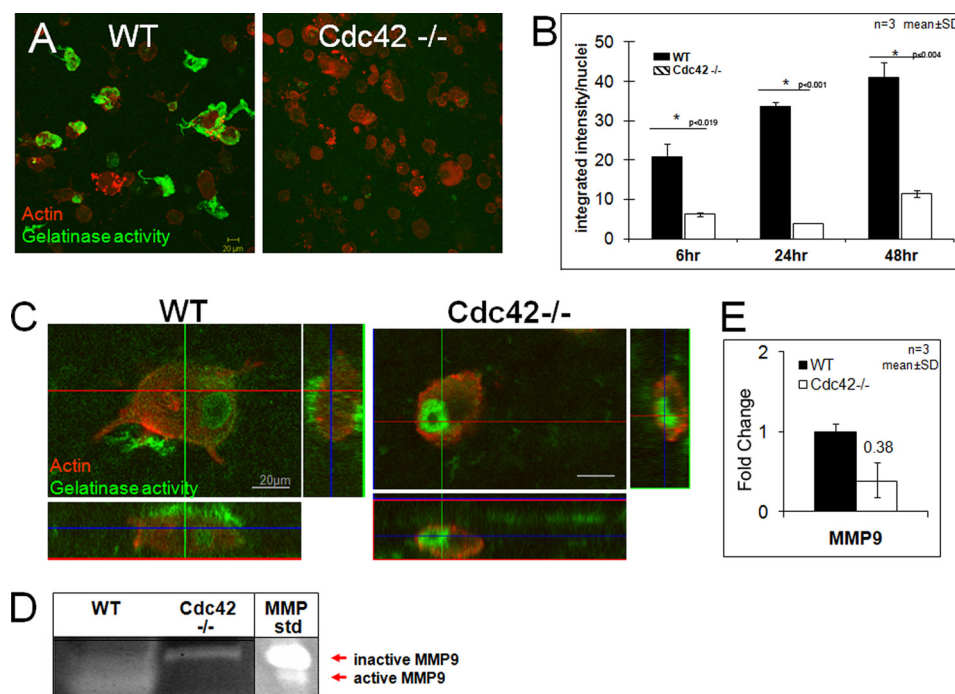 A
WT
Cdc42 -/-
Actin
Gelatinase activity
20 µm
B
n=3 mean±SD
integrated intensity/nuclei
50
40
30
20
10
0
WT
Cdc42 -/-
* p<0.019
* p<0.001
* p≤0.004
6hr
24hr
48hr
C
WT
Cdc42-/-
Actin
Gelatinase activity
20µm
E
n=3
mean±SD
WT
Cdc42-/-
Fold Change
2
1
0
0.38
MMP9
D
WT
Cdc42
-/-
MMP
std
inactive MMP9
active MMP9